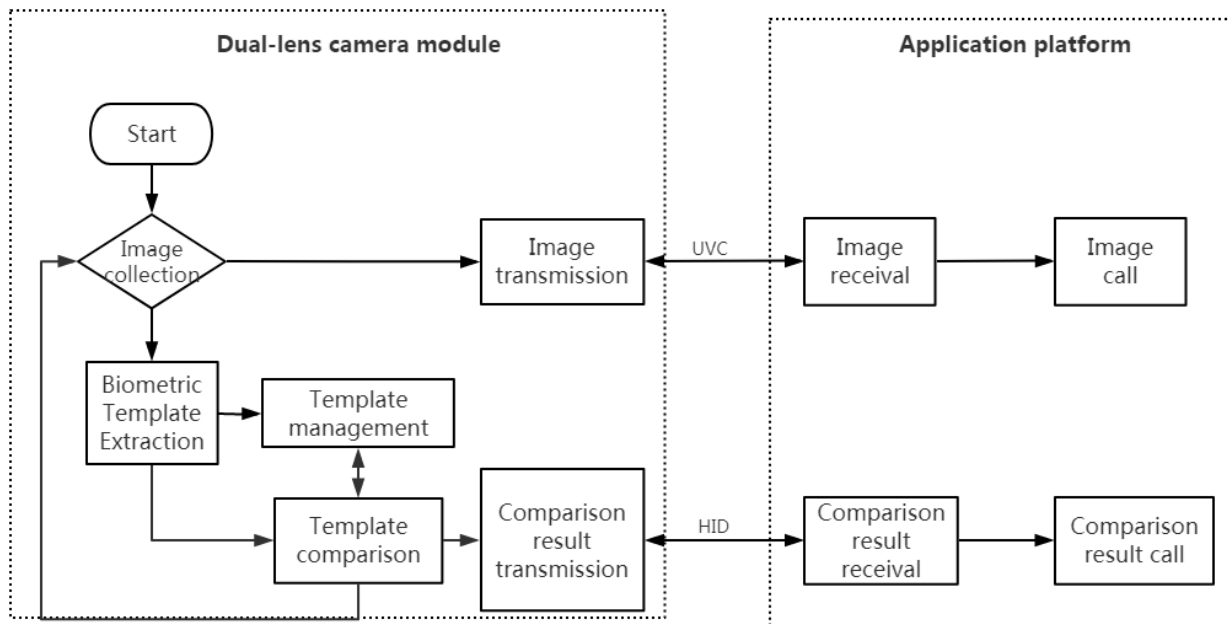 Dual-lens camera module
Application platform
Start
Image
collection
Image
transmission
UVC
Image
receival
Image
call
Biometric
Template
Extraction
Template
management
Template
comparison
Comparison
result
transmission
HID
Comparison
result
receival
Comparison
result call